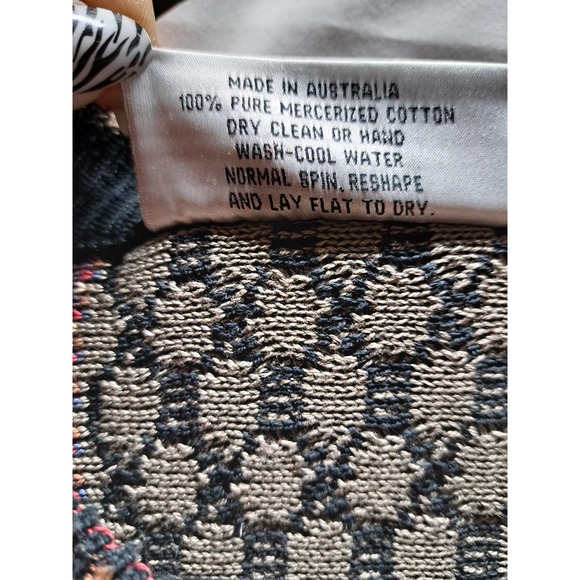 MADE IN AUSTRALIA
100% PURE MERCERIZED COTTON
DRY CLEAN OR HAND
WASH-COOL WATER
NORMAL SPIN, RESHAPE
AND LAY FLAT TO DRY.